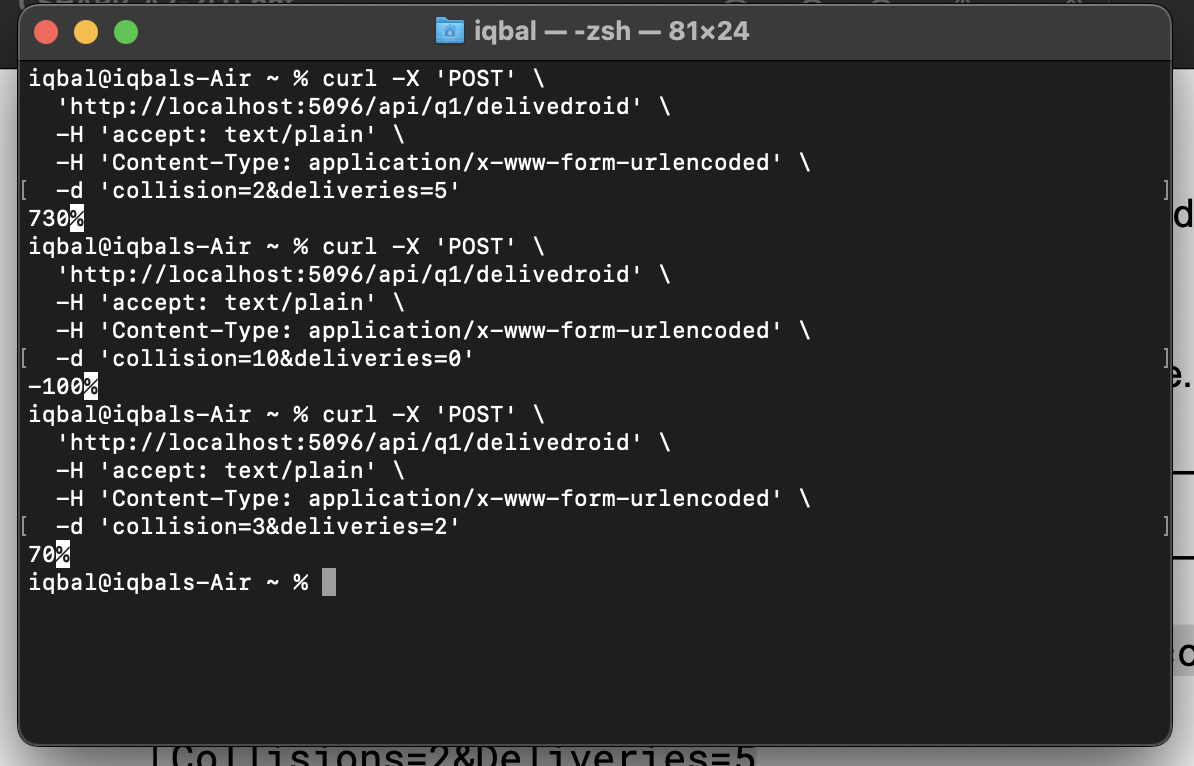 iqbal — -zsh — 81×24
iqbal@iqbals-Air ~ % curl -X 'POST' \
  'http://localhost:5096/api/q1/delivedroid' \
  -H 'accept: text/plain' \
  -H 'Content-Type: application/x-www-form-urlencoded' \
[  -d 'collision=2&deliveries=5' ]
730%
iqbal@iqbals-Air ~ % curl -X 'POST' \
  'http://localhost:5096/api/q1/delivedroid' \
  -H 'accept: text/plain' \
  -H 'Content-Type: application/x-www-form-urlencoded' \
[  -d 'collision=10&deliveries=0' ]
-100%
iqbal@iqbals-Air ~ % curl -X 'POST' \
  'http://localhost:5096/api/q1/delivedroid' \
  -H 'accept: text/plain' \
  -H 'Content-Type: application/x-www-form-urlencoded' \
[  -d 'collision=3&deliveries=2' ]
70%
iqbal@iqbals-Air ~ %
Collisions=2&Deliveries=5